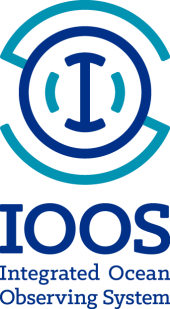 IOOS
Integrated Ocean
Observing System